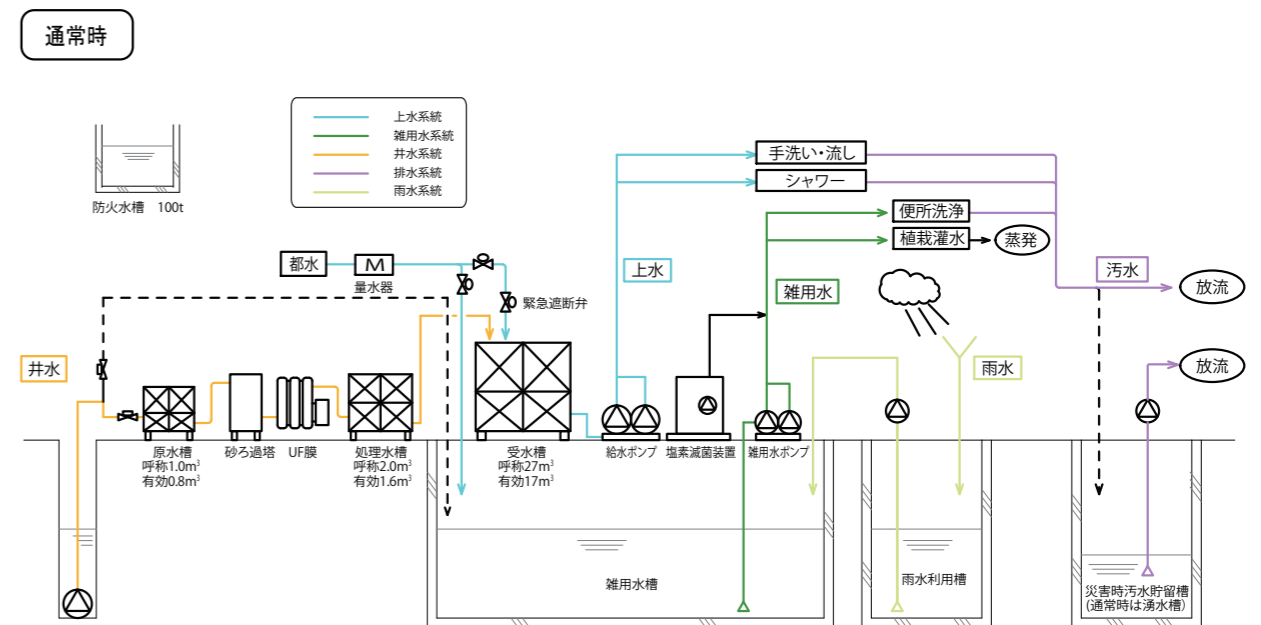 通常時
上水系統
雑用水系統
井水系統
排水系統
雨水系統
防火水槽 100t
手洗い・流し
シャワー
便所洗浄
植栽灌水
蒸発
都水
M
量水器
緊急遮断弁
上水
雑用水
汚水
放流
井水
雨水
放流
原水槽
呼称1.0m³
有効0.8m³
砂ろ過塔
UF膜
処理水槽
呼称2.0m³
有効1.6m³
受水槽
呼称27m³
有効17m³
給水ポンプ
塩素滅菌装置
雑用水ポンプ
雑用水槽
雨水利用槽
災害時汚水貯留槽
(通常時は湧水槽)